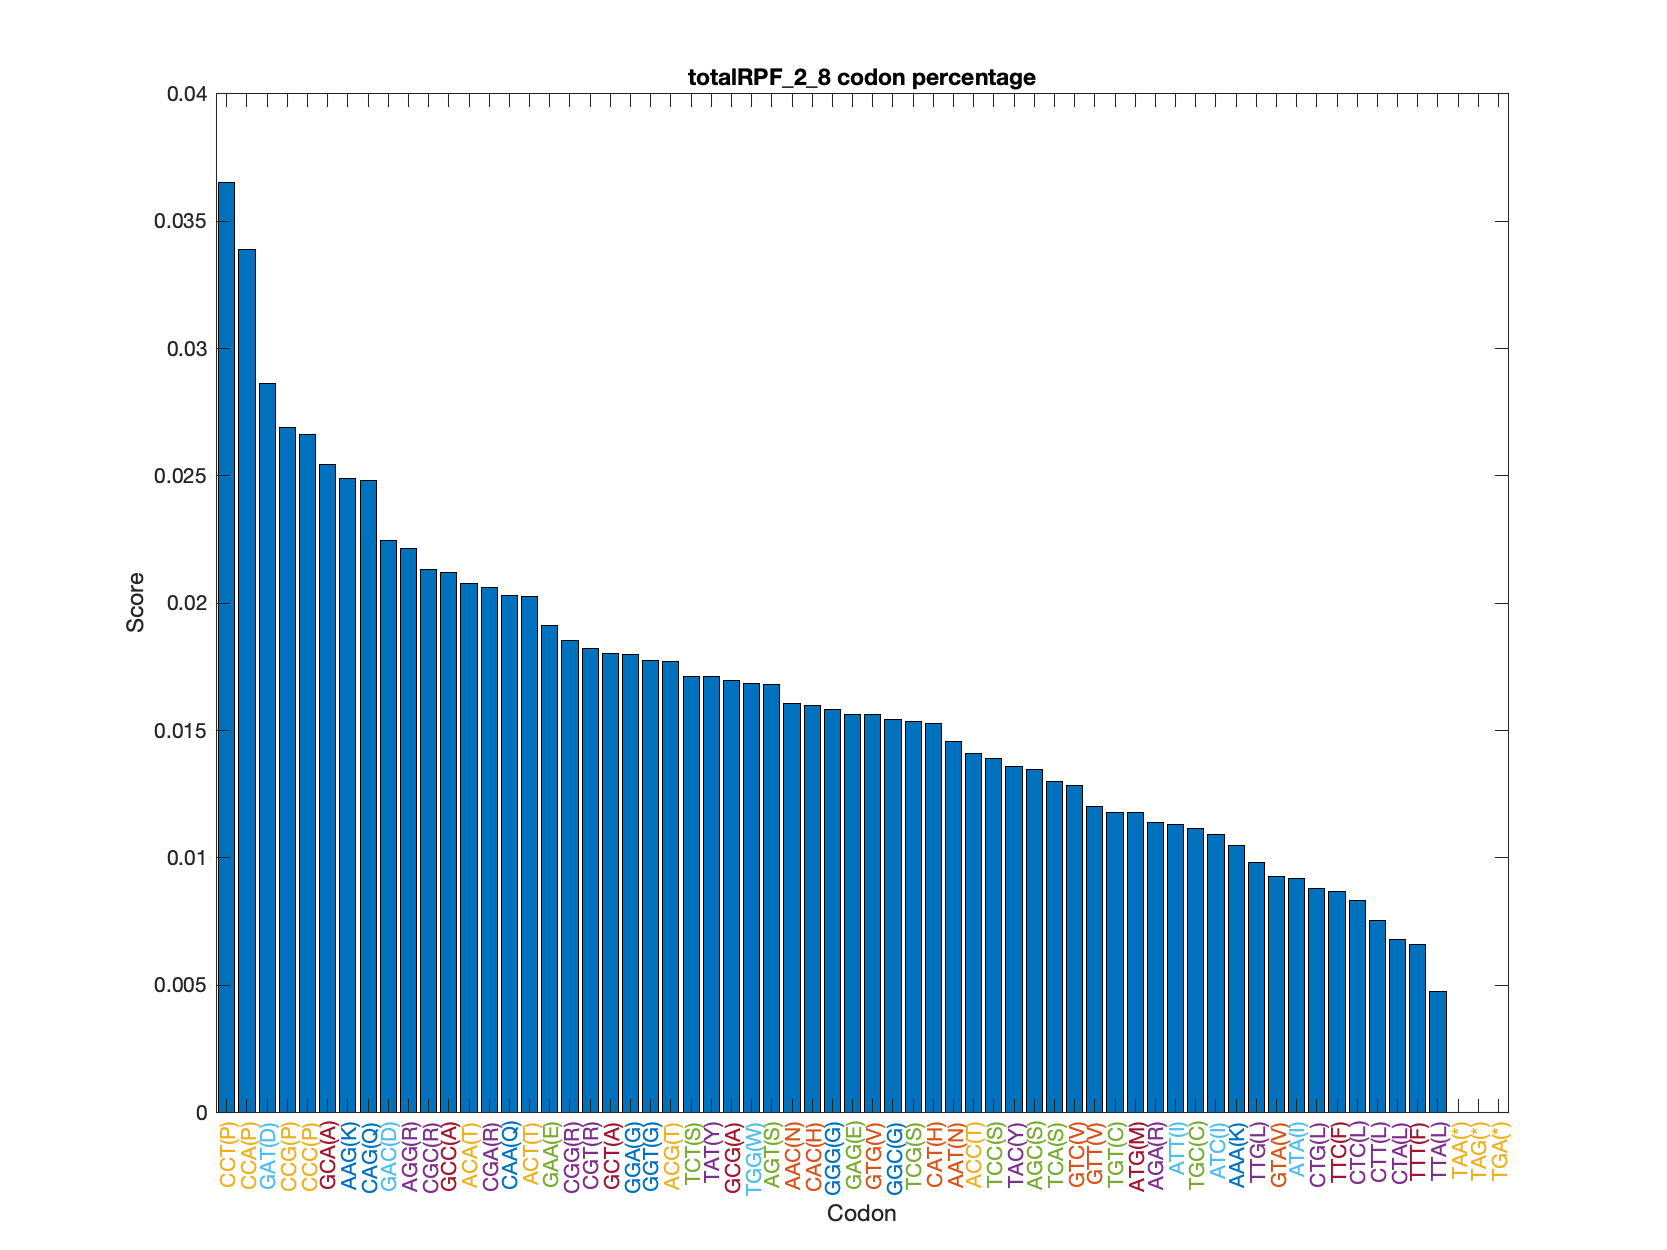 totalRPF_2_8 codon percentage
0.04
0.035
0.03
0.025
0.02
0.015
0.01
0.005
0
Score
CCT(P)
CCA(P)
GAT(D)
CCG(P)
CCC(P)
GCA(A)
AAG(K)
CAG(Q)
GAC(D)
AGG(R)
CGC(R)
GCC(A)
ACA(T)
CGA(R)
CAA(Q)
ACT(T)
GAA(E)
CGG(R)
CGT(R)
GCT(A)
GGA(G)
GGT(G)
ACG(T)
TCT(S)
TAT(Y)
GCG(A)
TGG(W)
AGT(S)
AAC(N)
CAC(H)
GGG(G)
GAG(E)
GTG(V)
GGC(G)
TCG(S)
CAT(H)
AAT(N)
ACC(T)
TCC(S)
TAC(Y)
AGC(S)
TCA(S)
GTC(V)
GTT(V)
TGT(C)
ATG(M)
AGA(R)
ATT(I)
TGC(C)
ATC(I)
AAA(K)
TTG(L)
GTA(V)
ATA(I)
CTG(L)
TTC(F)
CTC(L)
CTT(L)
CTA(L)
TTT(F)
TTA(L)
TAA(*)
TAG(*)
TGA(*)
Codon